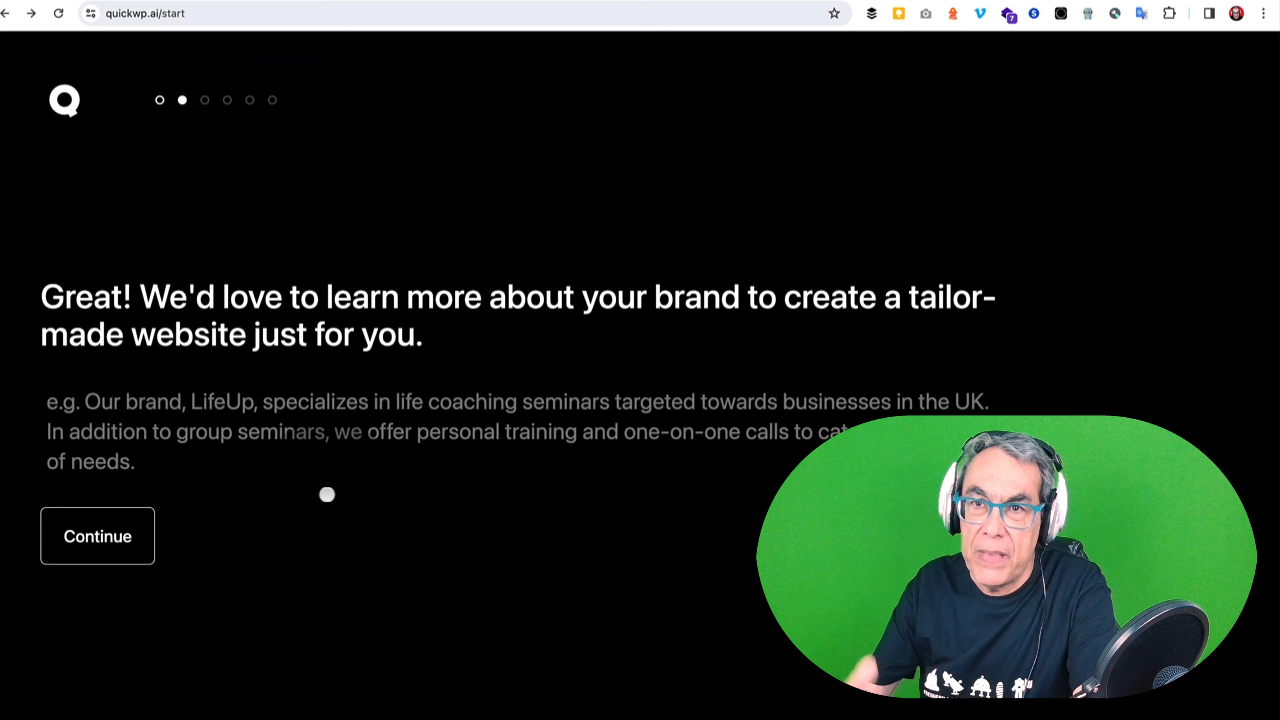 quickwp.ai/start
7
Great! We'd love to learn more about your brand to create a tailor-
made website just for you.
e.g. Our brand, LifeUp, specializes in life coaching seminars targeted towards businesses in the UK.
In addition to group seminars, we offer personal training and one-on-one calls to
of needs.
Continue